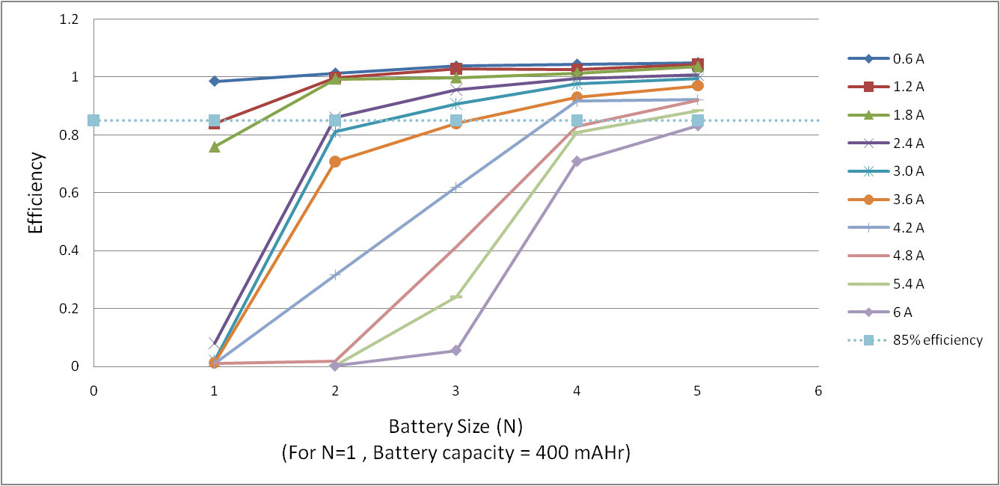 1.2
1
0.8
0.6
0.4
0.2
0
Efficiency
0 1 2 3 4 5 6
Battery Size (N)
(For N=1 , Battery capacity = 400 mAHr)
0.6 A
1.2 A
1.8 A
2.4 A
3.0 A
3.6 A
4.2 A
4.8 A
5.4 A
6 A
85% efficiency